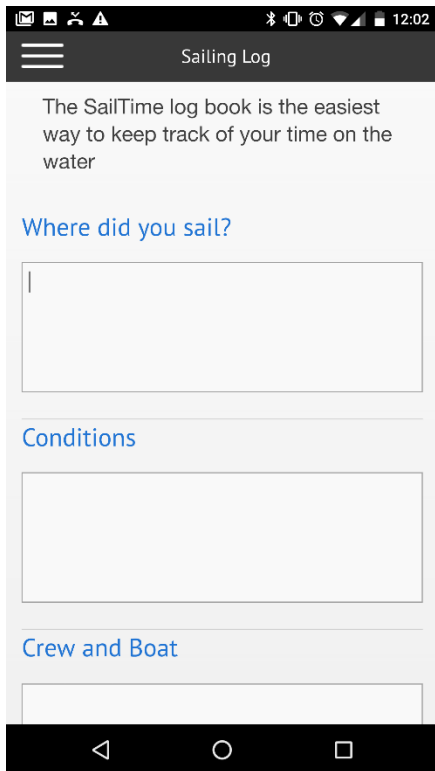 12:02
Sailing Log
The SailTime log book is the easiest
way to keep track of your time on the
water
Where did you sail?
Conditions
Crew and Boat